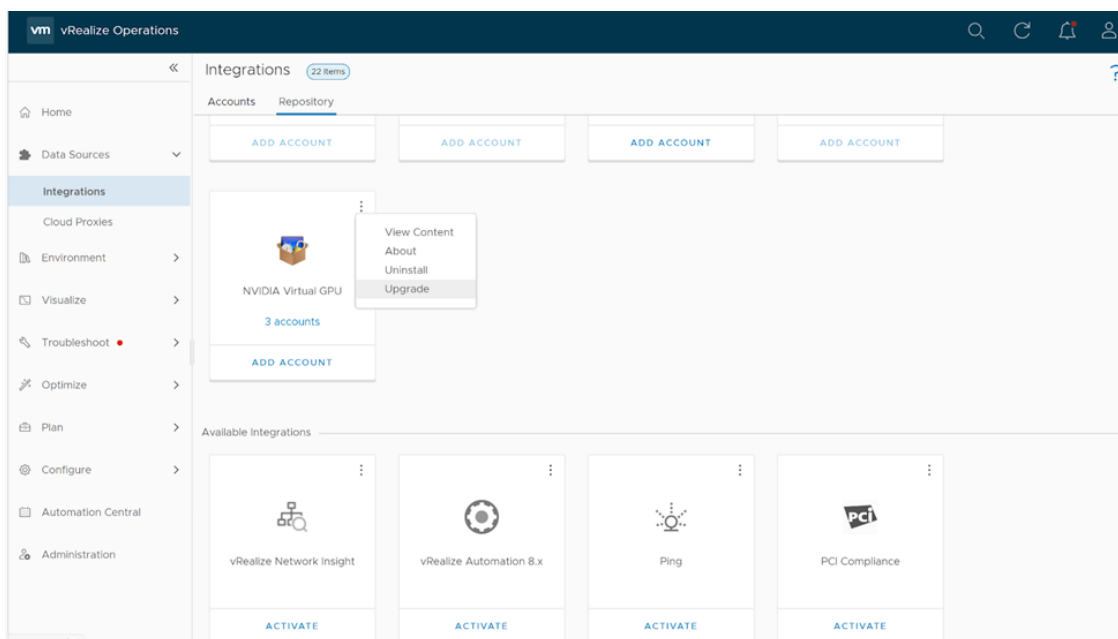 vm vRealize Operations
Integrations 22 Items
?
Accounts Repository
Home
Data Sources
Integrations
Cloud Proxies
Environment
Visualize
Troubleshoot
Optimize
Plan
Configure
Automation Central
Administration
ADD ACCOUNT ADD ACCOUNT ADD ACCOUNT ADD ACCOUNT
NVIDIA Virtual GPU
3 accounts
ADD ACCOUNT
View Content
About
Uninstall
Upgrade
Available Integrations
vRealize Network Insight
ACTIVATE
vRealize Automation 8.x
ACTIVATE
Ping
ACTIVATE
PCi
PCI Compliance
ACTIVATE